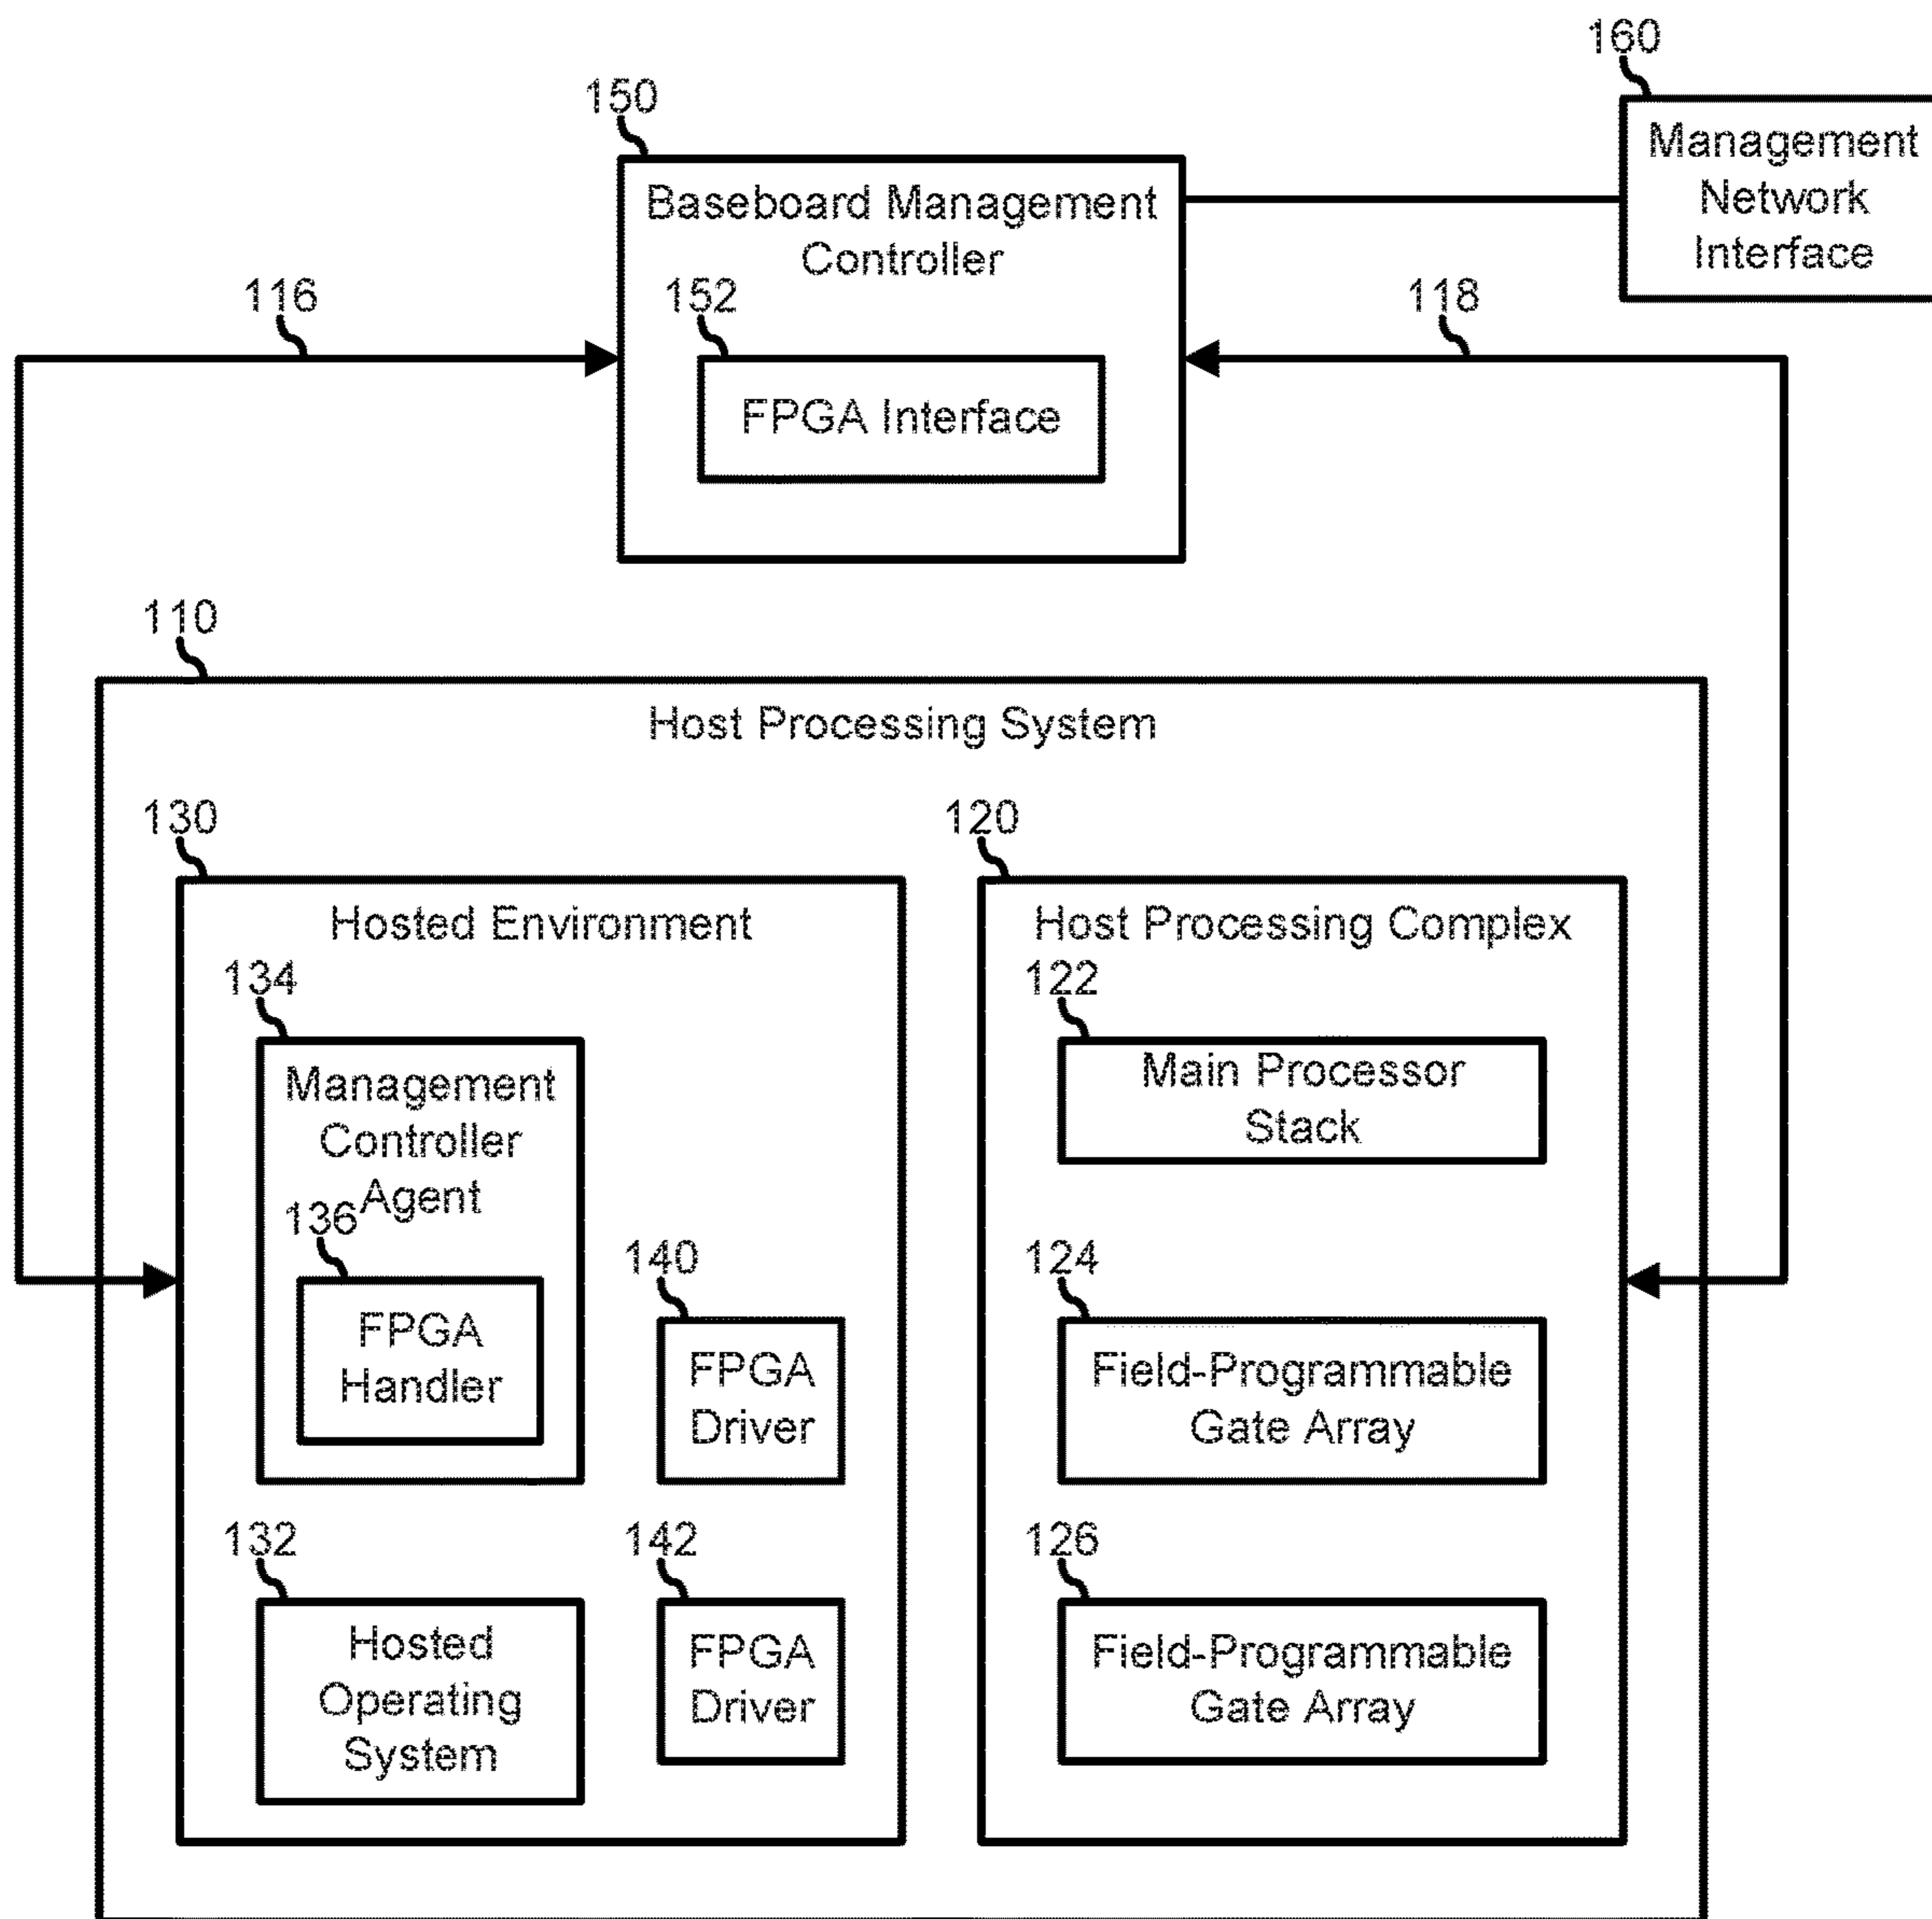 160
Management
Network
Interface
150
Baseboard Management
Controller
152
FPGA Interface
116
118
110
Host Processing System
130
Hosted Environment
134
Management
Controller
Agent
136
FPGA
Handler
140
FPGA
Driver
132
Hosted
Operating
System
142
FPGA
Driver
120
Host Processing Complex
122
Main Processor
Stack
124
Field-Programmable
Gate Array
126
Field-Programmable
Gate Array